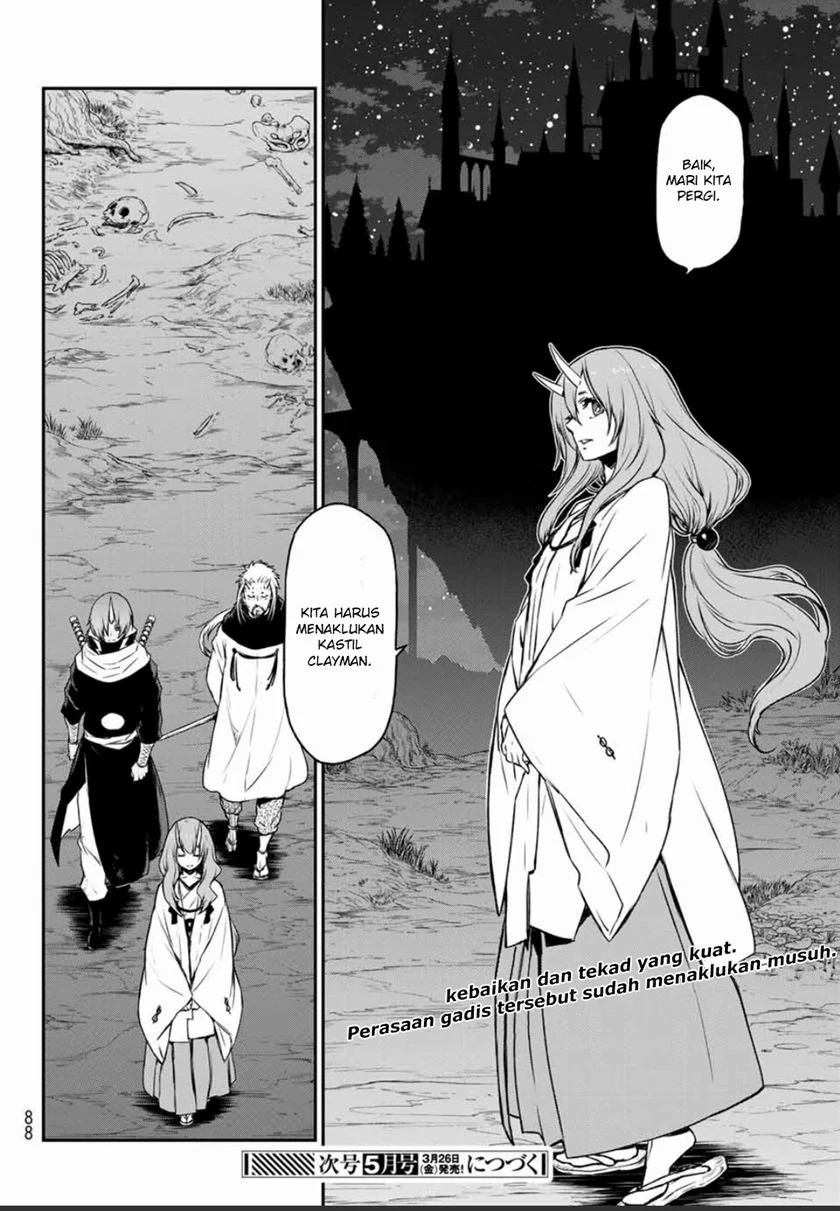 BAIK,
MARI KITA
PERGI.
KITA HARUS
MENAKLUKAN
KASTIL
CLAYMAN.
kebaikan dan tekad yang kuat.
Perasaan gadis tersebut sudah menaklukan musuh.
88
次号5月号3月26日(金)発売!につづく